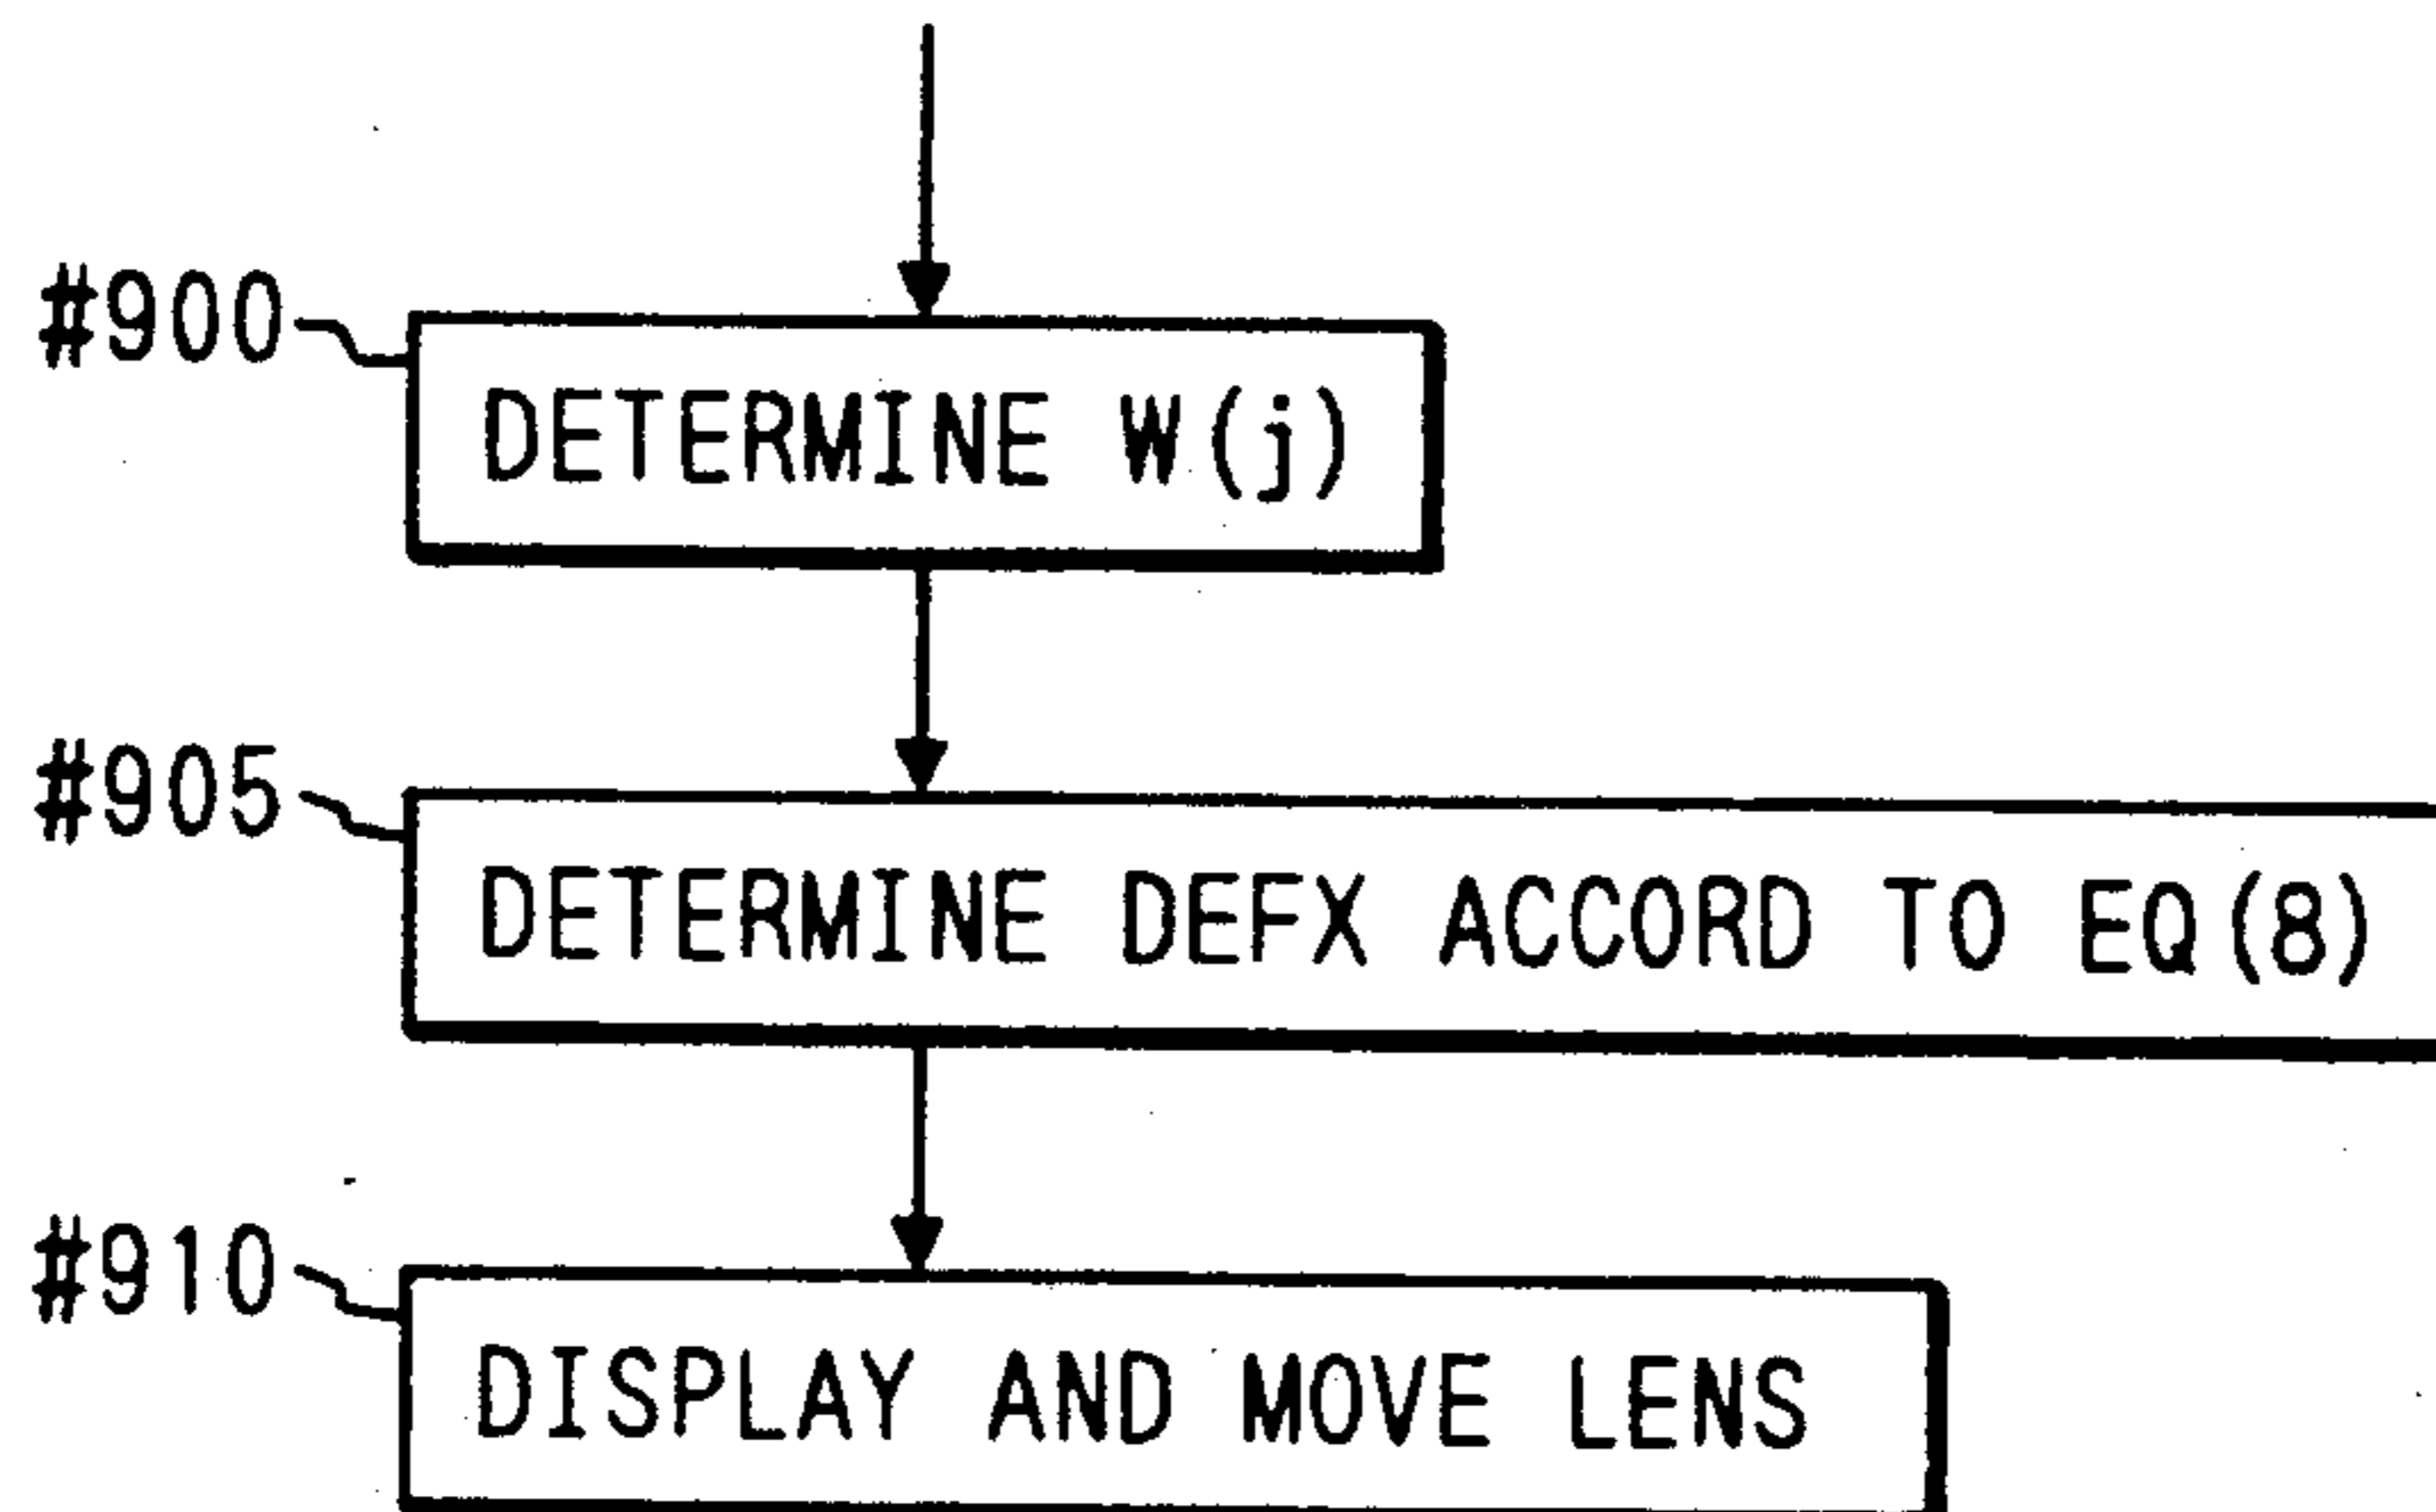 #900
DETERMINE W(j)
#905
DETERMINE DEFX ACCORD TO EQ(8)
#910
DISPLAY AND MOVE LENS